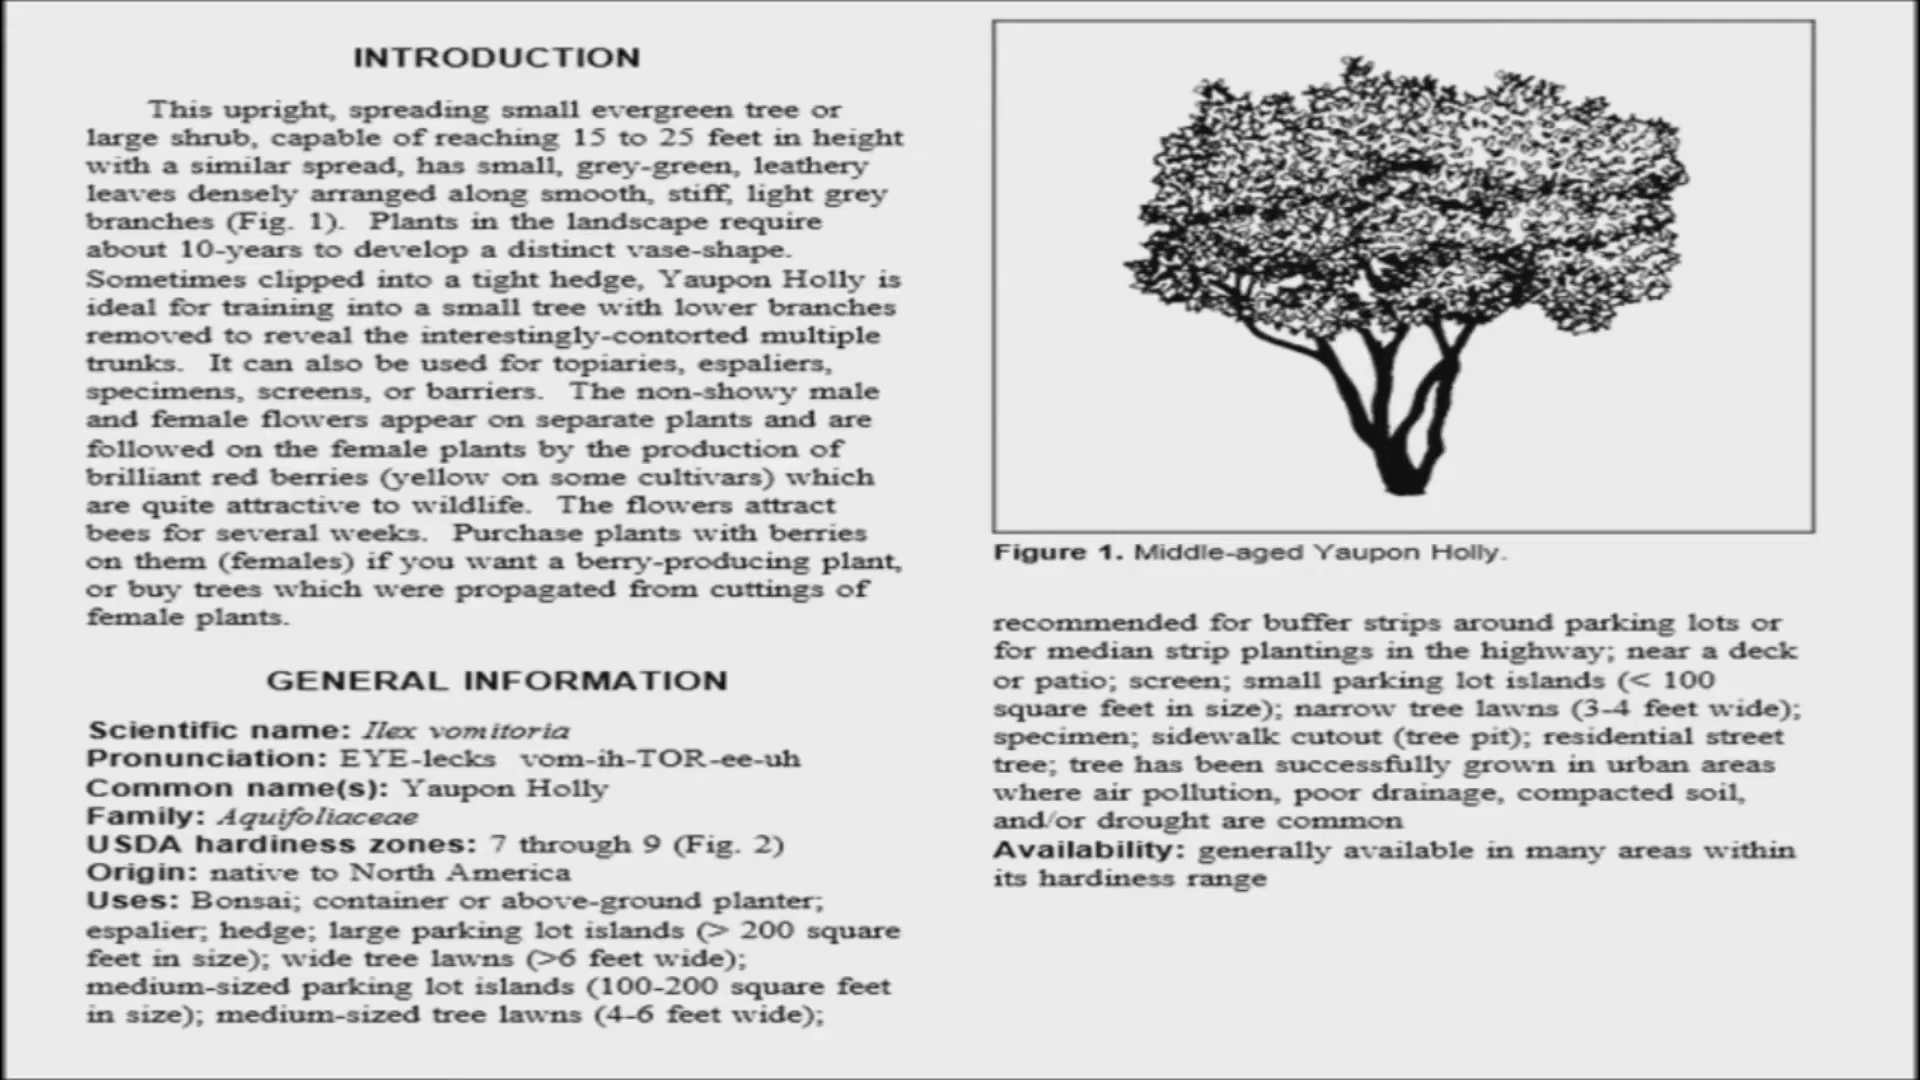 INTRODUCTION
This upright, spreading small evergreen tree or
large shrub, capable of reaching 15 to 25 feet in height
with a similar spread, has small, grey-green, leathery
leaves densely arranged along smooth, stiff, light grey
branches (Fig. 1). Plants in the landscape require
about 10-years to develop a distinct vase-shape.
Sometimes clipped into a tight hedge, Yaupon Holly is
ideal for training into a small tree with lower branches
removed to reveal the interestingly-contorted multiple
trunks. It can also be used for topiaries, espaliers,
specimens, screens, or barriers. The non-showy male
and female flowers appear on separate plants and are
followed on the female plants by the production of
brilliant red berries (yellow on some cultivars) which
are quite attractive to wildlife. The flowers attract
bees for several weeks. Purchase plants with berries
on them (females) if you want a berry-producing plant,
or buy trees which were propagated from cuttings of
female plants.
GENERAL INFORMATION
Scientific name: Ilex vomitoria
Pronunciation: EYE-lecks vom-ih-TOR-ee-uh
Common name(s): Yaupon Holly
Family: Aquifoliaceae
USDA hardiness zones: 7 through 9 (Fig. 2)
Origin: native to North America
Uses: Bonsai; container or above-ground planter;
espalier; hedge; large parking lot islands (> 200 square
feet in size); wide tree lawns (>6 feet wide);
medium-sized parking lot islands (100-200 square feet
in size); medium-sized tree lawns (4-6 feet wide);
Figure 1. Middle-aged Yaupon Holly.
recommended for buffer strips around parking lots or
for median strip plantings in the highway; near a deck
or patio; screen; small parking lot islands (< 100
square feet in size); narrow tree lawns (3-4 feet wide);
specimen; sidewalk cutout (tree pit); residential street
tree; tree has been successfully grown in urban areas
where air pollution, poor drainage, compacted soil,
and/or drought are common
Availability: generally available in many areas within
its hardiness range